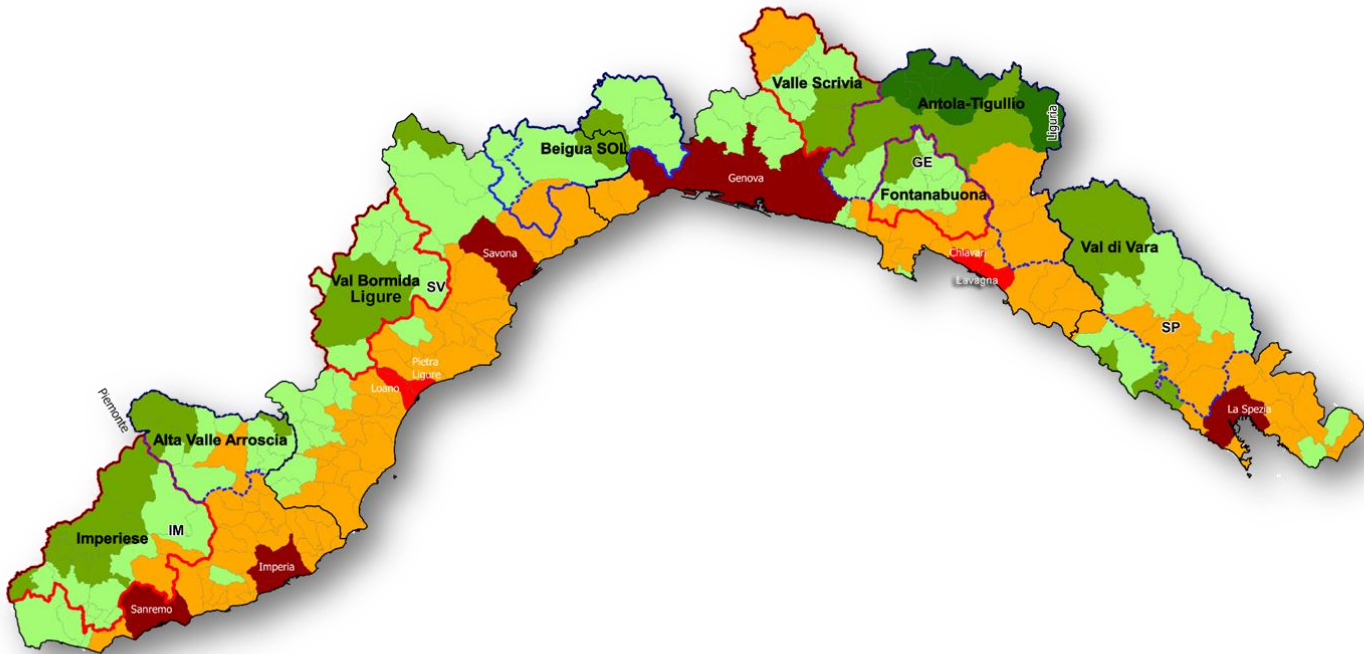 Valle Scrivia
Antola-Tigullio
Liguria
Beigua SOL
Genova
GE
Fontanabuona
Chiavari
Lavagna
Val di Vara
Savona
Val Bormida
Ligure
SV
SP
Pietra
Ligure
Loano
Piemonte
La Spezia
Alta Valle Arroscia
IM
Imperiese
Imperia
Sanremo